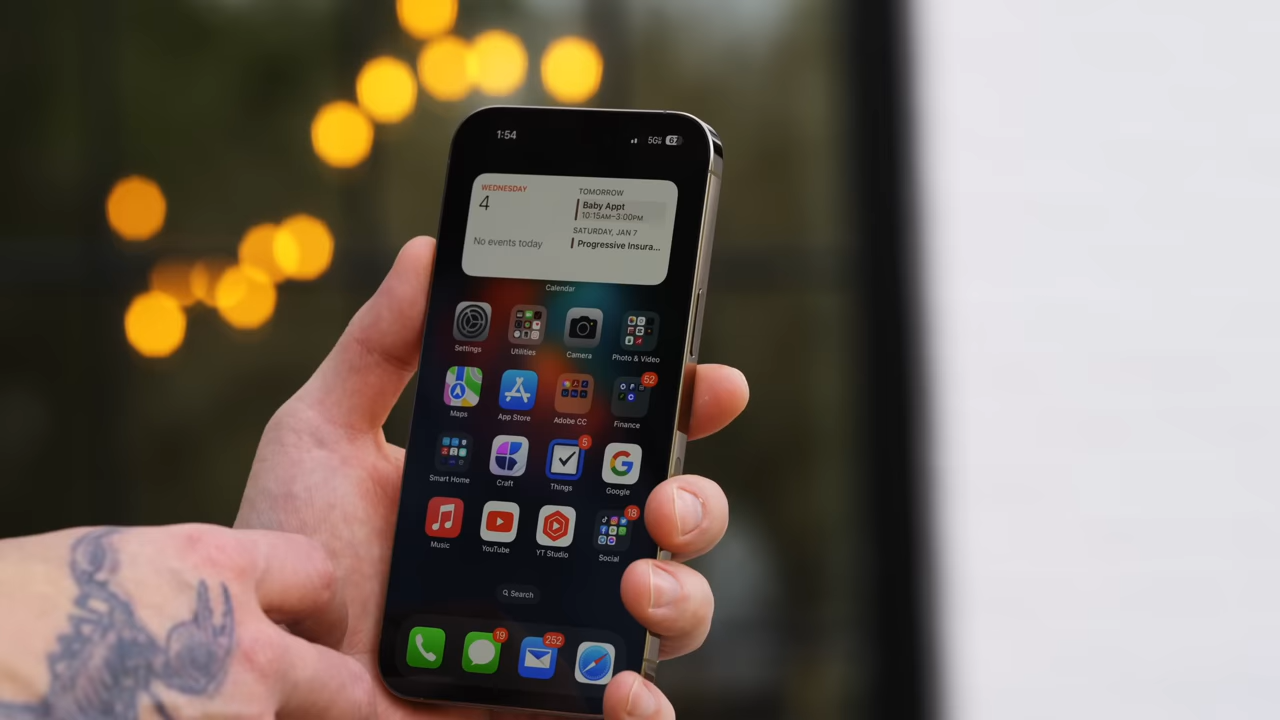 1:54
5G
67
WEDNESDAY
4
No events today
TOMORROW
Baby Appt
10:15AM–3:00PM
SATURDAY, JAN 7
Progressive Insura...
Calendar
Settings
Utilities
Camera
Photo & Video
Maps
App Store
Adobe CC
52
Finance
Smart Home
Craft
5
Things
G
Google
Music
YouTube
YT Studio
18
Social
Search
19
252